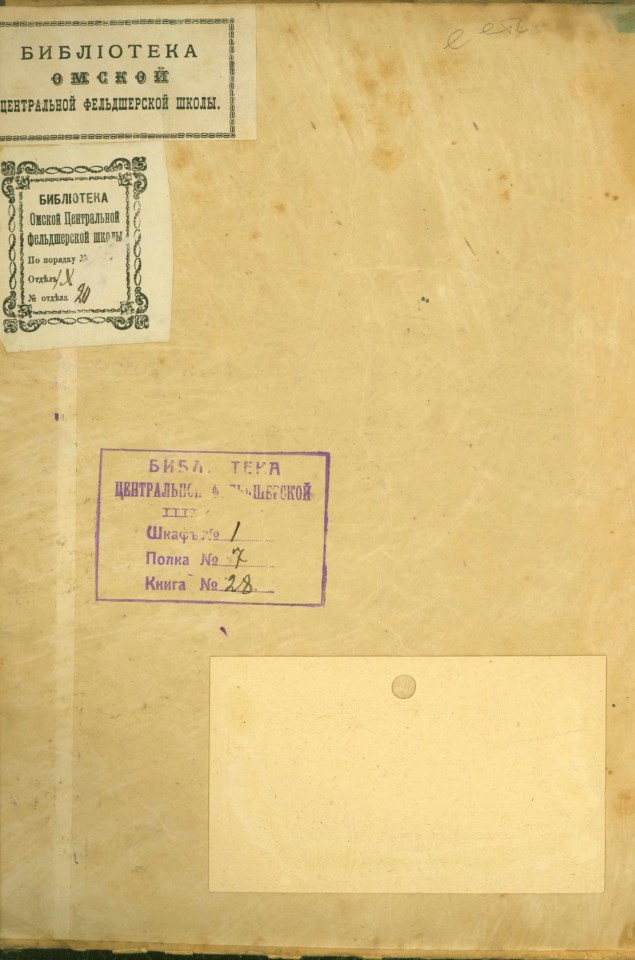 БИБЛІОТЕКА
ОМСКОЙ
ЦЕНТРАЛЬНОЙ ФЕЛЬДШЕРСКОЙ ШКОЛЫ.
БИБЛІОТЕКА
Омской Центральной
фельдшерской школы
По порядку №
Отдѣлъ IX
№ отдѣла 20
ЦЕНТРАЛЬНОЙ
Шкафъ № 1
Полка № 7
Книга № 28.